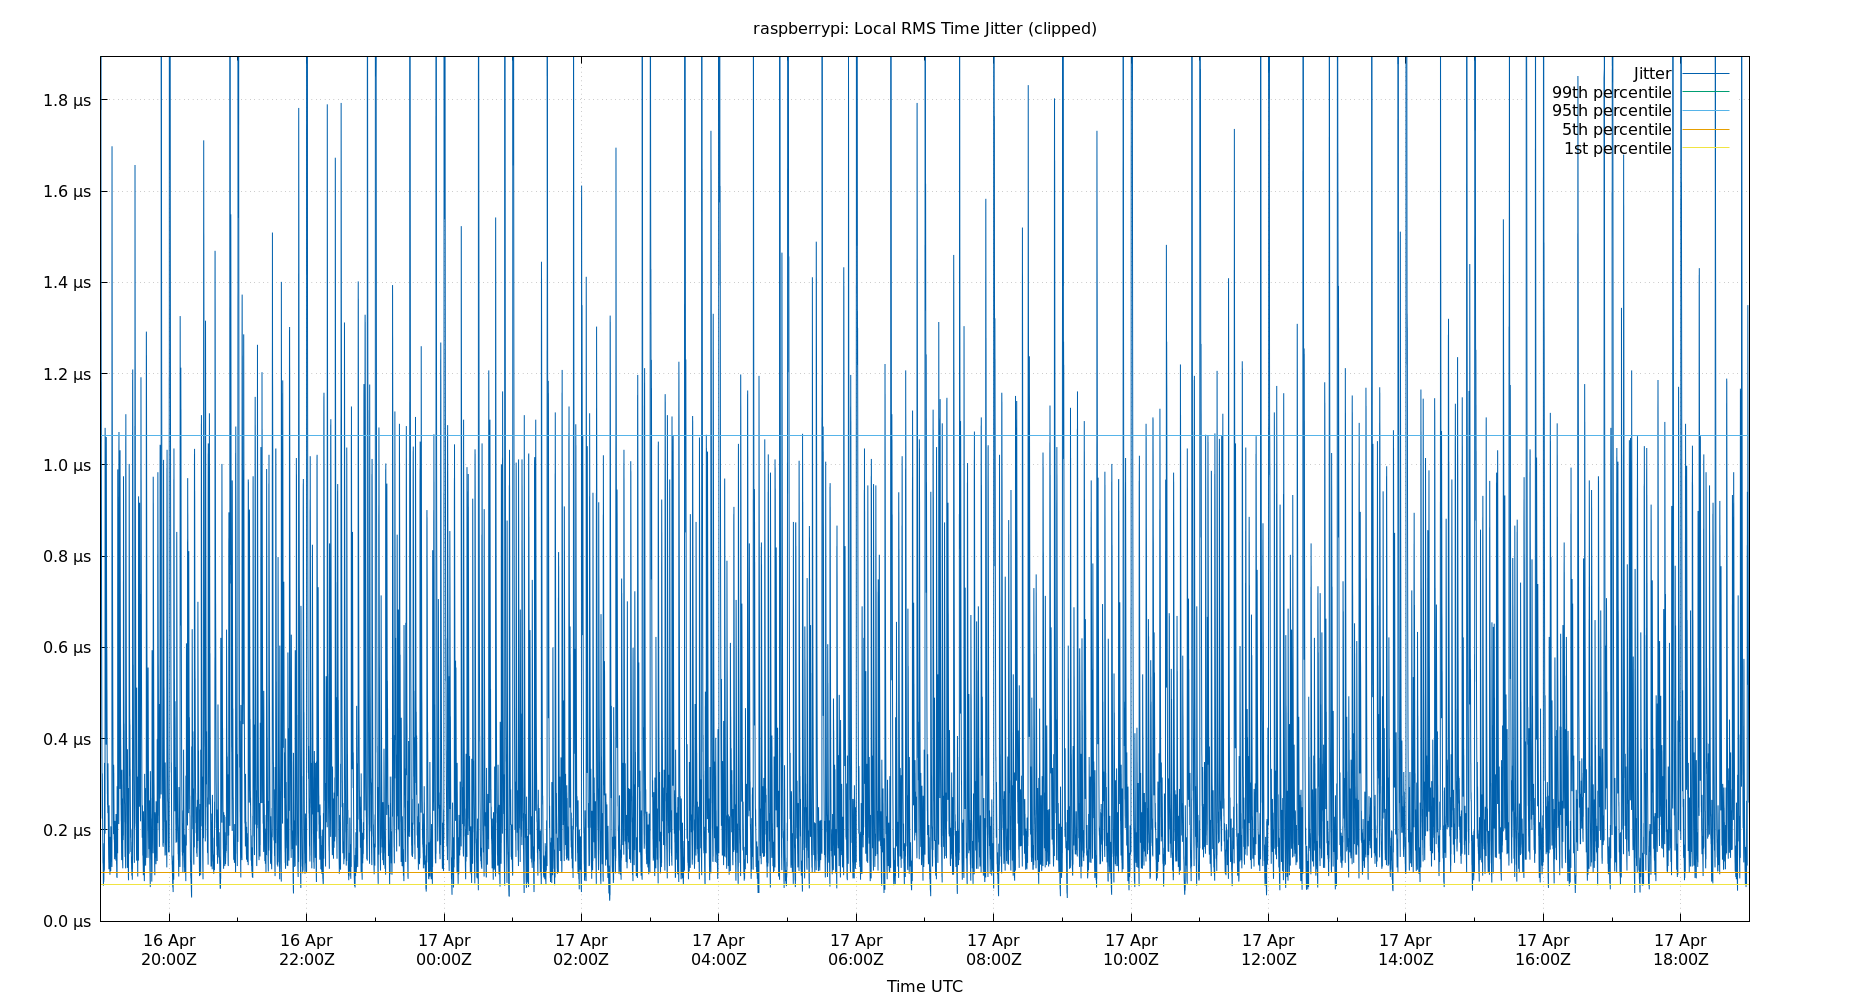 raspberrypi: Local RMS Time Jitter (clipped)
Jitter
99th percentile
95th percentile
5th percentile
1st percentile
1.8 µs
1.6 µs
1.4 µs
1.2 µs
1.0 µs
0.8 µs
0.6 µs
0.4 µs
0.2 µs
0.0 µs
16 Apr 16 Apr 17 Apr 17 Apr 17 Apr 17 Apr 17 Apr 17 Apr 17 Apr 17 Apr 17 Apr 17 Apr
20:00Z 22:00Z 00:00Z 02:00Z 04:00Z 06:00Z 08:00Z 10:00Z 12:00Z 14:00Z 16:00Z 18:00Z
Time UTC